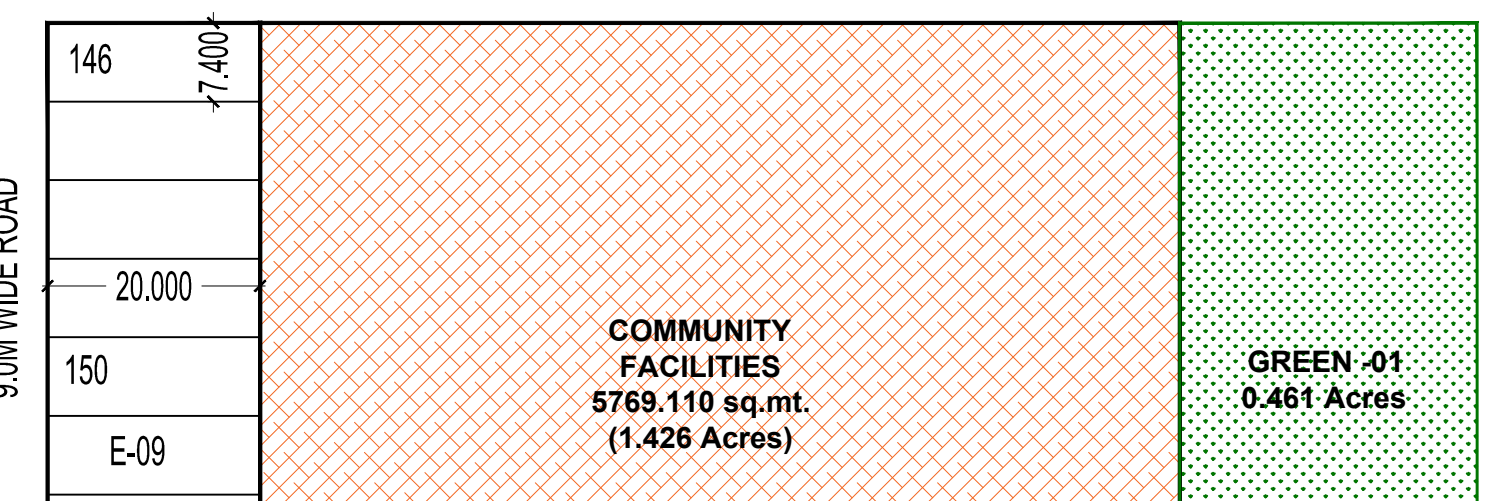 146
7.400
9.0M WIDE ROAD
20.000
150
E-09
COMMUNITY
FACILITIES
5769.110 sq.mt.
(1.426 Acres)
GREEN -01
0.461 Acres